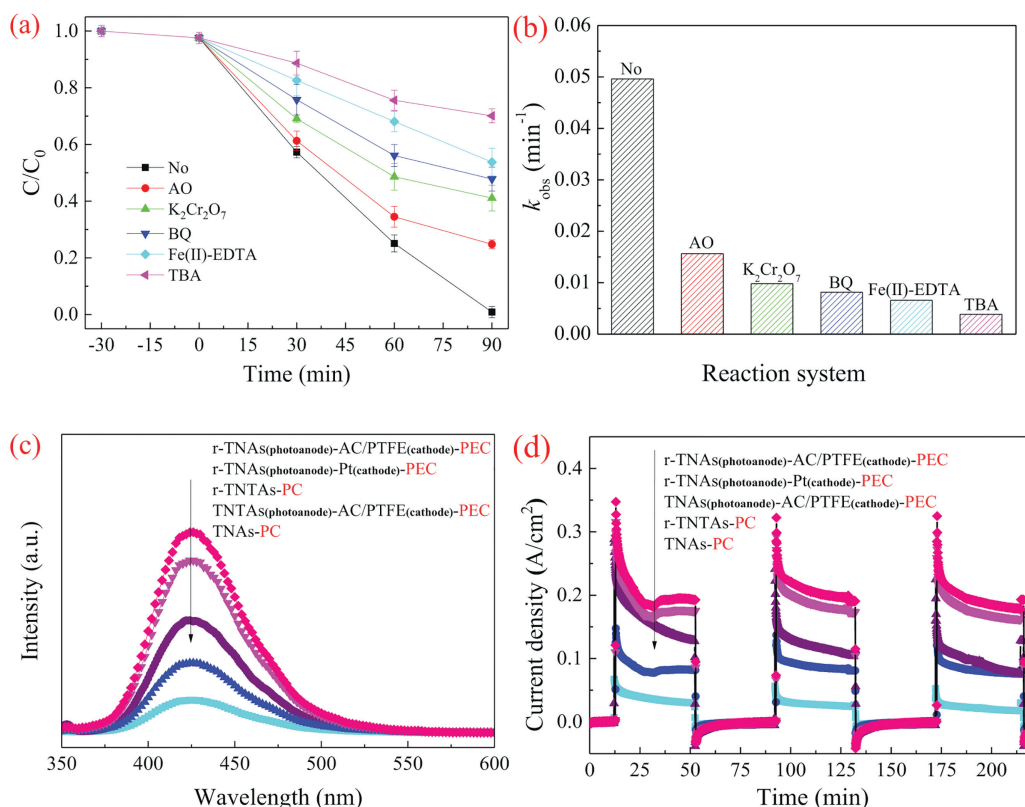 (a)
C/C0
1.0
0.8
0.6
0.4
0.2
0.0
No
AO
K2Cr2O7
BQ
Fe(II)-EDTA
TBA
-30 -15 0 15 30 45 60 75 90
Time (min)
(b)
kobs (min-1)
0.06
0.05
0.04
0.03
0.02
0.01
0.00
No
AO
K2Cr2O7
BQ
Fe(II)-EDTA
TBA
Reaction system
(c)
Intensity (a.u.)
r-TNAs(photoanode)-AC/PTFE(cathode)-PEC
r-TNAs(photoanode)-Pt(cathode)-PEC
r-TNTAs-PC
TNTAs(photoanode)-AC/PTFE(cathode)-PEC
TNAs-PC
350 400 450 500 550 600
Wavelength (nm)
(d)
Current density (A/cm2)
0.4
0.3
0.2
0.1
0.0
r-TNAs(photoanode)-AC/PTFE(cathode)-PEC
r-TNAs(photoanode)-Pt(cathode)-PEC
TNAs(photoanode)-AC/PTFE(cathode)-PEC
r-TNTAs-PC
TNAs-PC
0 25 50 75 100 125 150 175 200
Time (min)